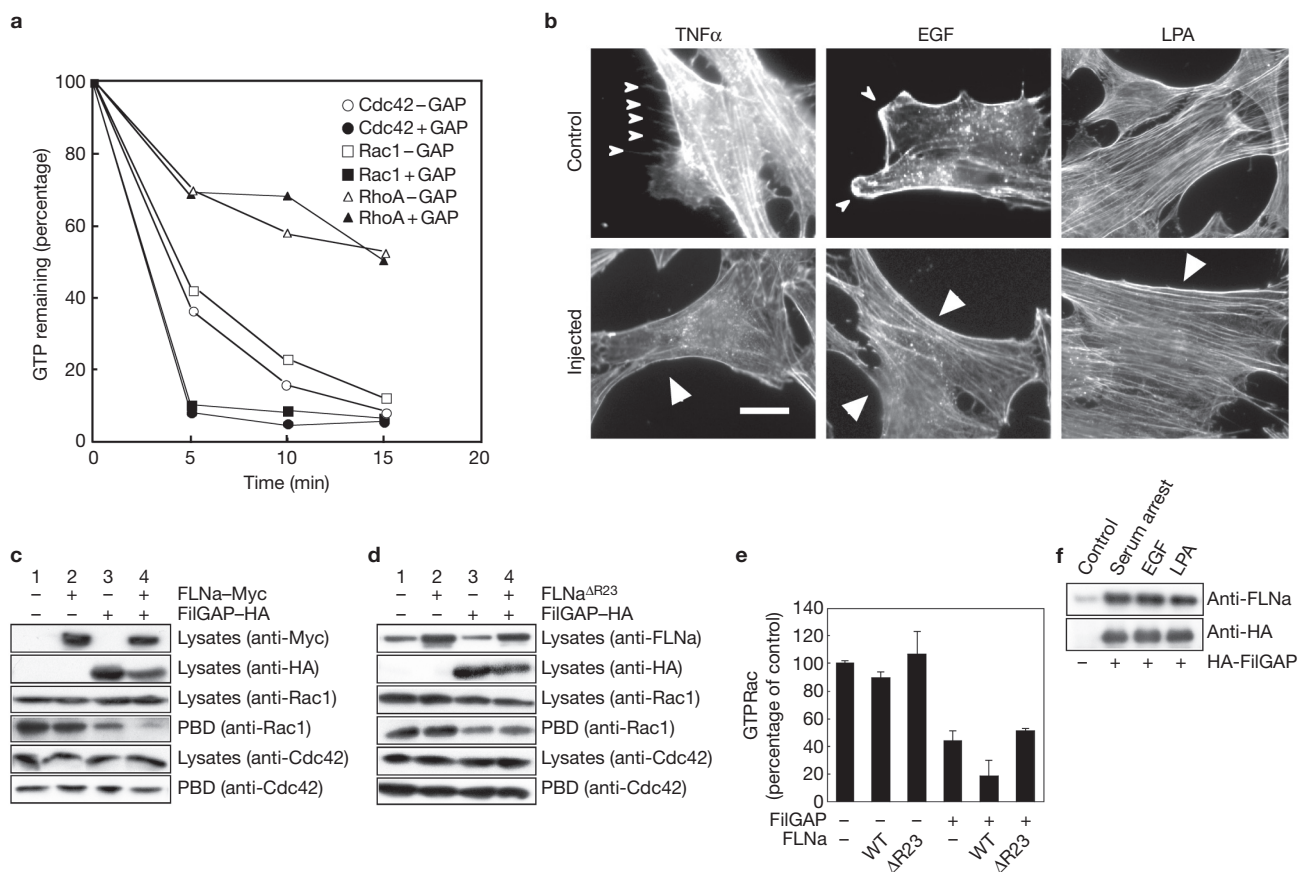 a
100
80
60
40
20
0
0 5 10 15 20
GTP remaining (percentage)
Time (min)
Cdc42 – GAP
Cdc42 + GAP
Rac1 – GAP
Rac1 + GAP
RhoA – GAP
RhoA + GAP
b
TNFα EGF LPA
Control
Injected
c
1 2 3 4
– + – + FLNa–Myc
– – + + FilGAP–HA
Lysates (anti-Myc)
Lysates (anti-HA)
Lysates (anti-Rac1)
PBD (anti-Rac1)
Lysates (anti-Cdc42)
PBD (anti-Cdc42)
d
1 2 3 4
– + – + FLNaΔR23
– – + + FilGAP–HA
Lysates (anti-FLNa)
Lysates (anti-HA)
Lysates (anti-Rac1)
PBD (anti-Rac1)
Lysates (anti-Cdc42)
PBD (anti-Cdc42)
e
GTPRac
(percentage of control)
140
120
100
80
60
40
20
0
FilGAP – – – + + +
FLNa – WT ΔR23 – WT ΔR23
f
Control Serum arrest EGF LPA
Anti-FLNa
Anti-HA
– + + + HA-FilGAP